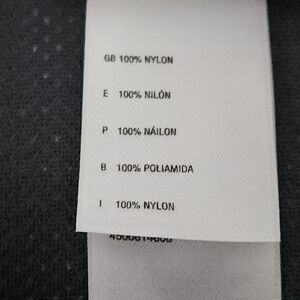 GB 100% NYLON
E 100% NILÓN
P 100% NÁILON
B 100% POLIAMIDA
I 100% NYLON